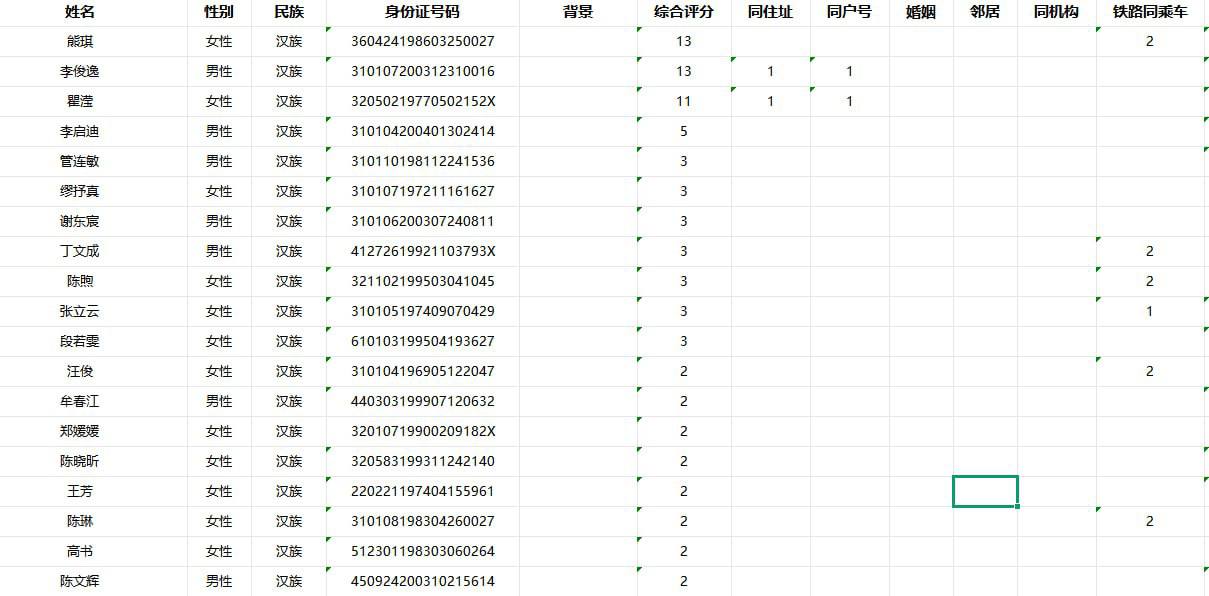 姓名 性别 民族 身份证号码 背景 综合评分 同住址 同户号 婚姻 邻居 同机构 铁路同乘车
熊琪 女性 汉族 360424198603250027 13 2
李俊逸 男性 汉族 310107200312310016 13 1 1
瞿滢 女性 汉族 32050219770502152X 11 1 1
李启迪 男性 汉族 310104200401302414 5
管连敏 男性 汉族 310110198112241536 3
缪抒真 女性 汉族 310107197211161627 3
谢东宸 男性 汉族 310106200307240811 3
丁文成 男性 汉族 41272619921103793X 3 2
陈煦 女性 汉族 321102199503041045 3 2
张立云 女性 汉族 310105197409070429 3 1
段若雯 女性 汉族 610103199504193627 3
汪俊 女性 汉族 310104196905122047 2 2
牟春江 男性 汉族 440303199907120632 2
郑媛媛 女性 汉族 32010719900209182X 2
陈晓昕 女性 汉族 320583199311242140 2
王芳 女性 汉族 220221197404155961 2
陈琳 女性 汉族 310108198304260027 2 2
高书 女性 汉族 512301198303060264 2
陈文辉 男性 汉族 450924200310215614 2